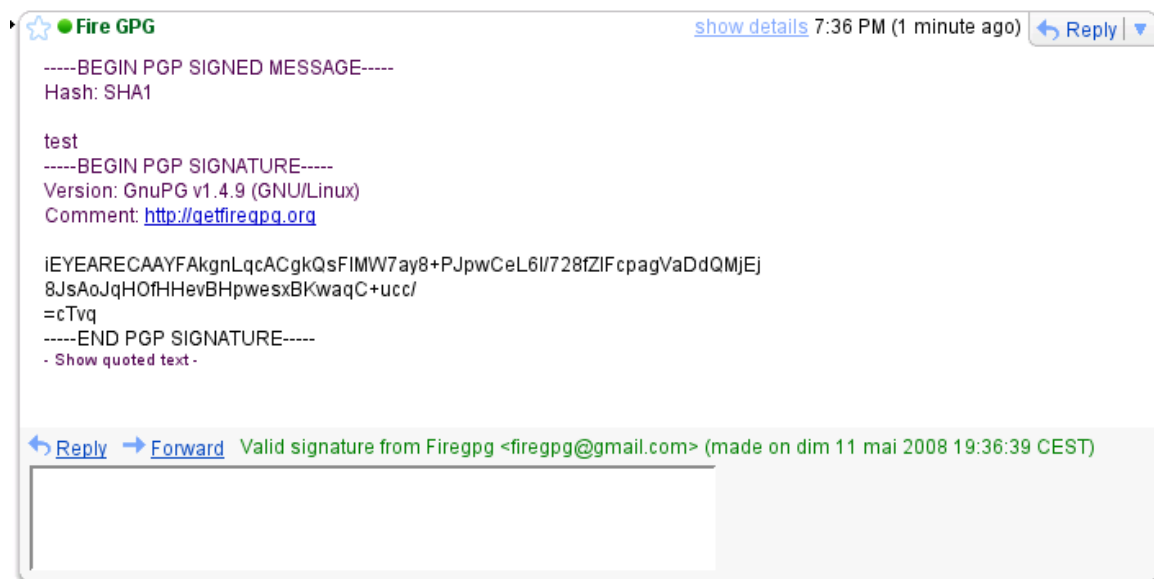 Fire GPG show details 7:36 PM (1 minute ago) Reply
-----BEGIN PGP SIGNED MESSAGE-----
Hash: SHA1
test
-----BEGIN PGP SIGNATURE-----
Version: GnuPG v1.4.9 (GNU/Linux)
Comment: http://getfiregpg.org
iEYEARECAAYFAkgnLqcACgkQsFIMW7ay8+PJpwCeL6l/728fZlFcpagVaDdQMjEj
8JsAoJqHOfHHevBHpwesxBKwaqC+ucc/
=cTvq
-----END PGP SIGNATURE-----
- Show quoted text -
Reply Forward Valid signature from Firegpg <firegpg@gmail.com> (made on dim 11 mai 2008 19:36:39 CEST)